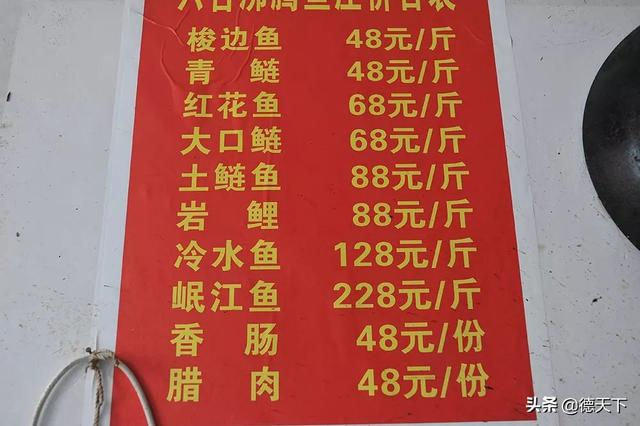 梭边鱼 48元/斤
青鲢 48元/斤
红花鱼 68元/斤
大口鲢 68元/斤
土鲢鱼 88元/斤
岩鲤 88元/斤
冷水鱼 128元/斤
岷江鱼 228元/斤
香肠 48元/份
腊肉 48元/份
头条 @德天下